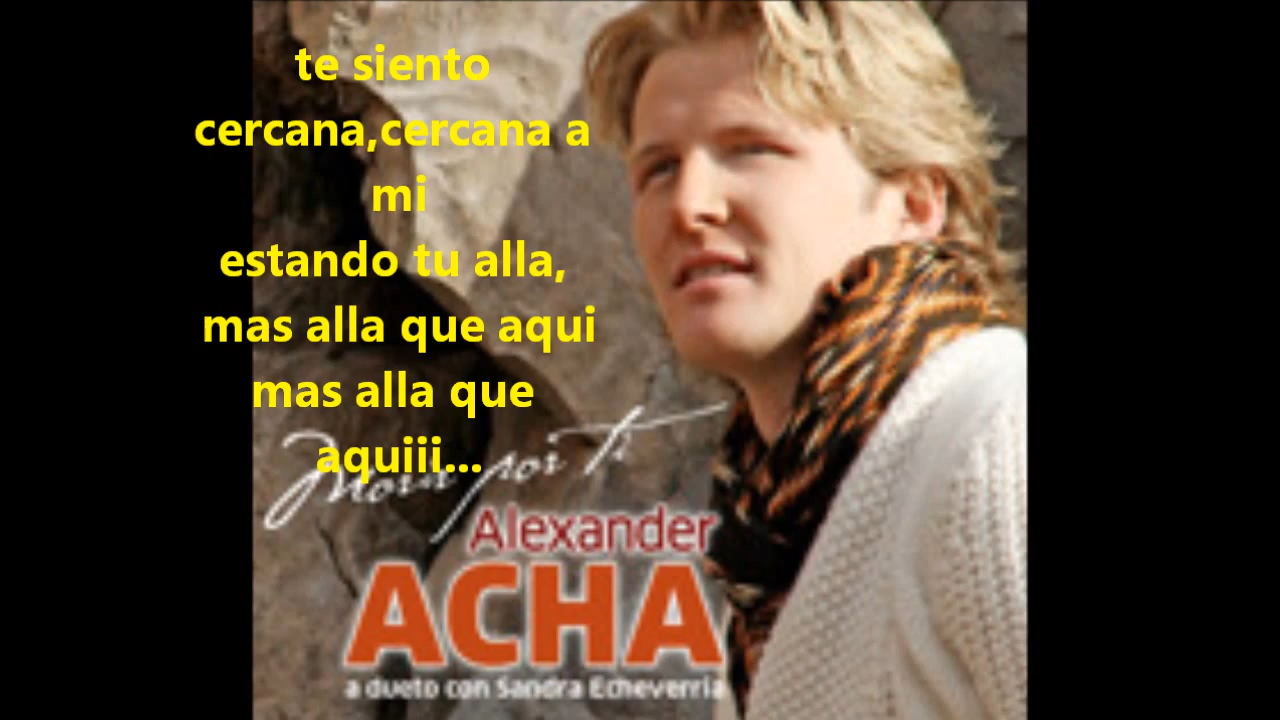 te siento
cercana,cercana a
mi
estando tu alla,
mas alla que aqui
mas alla que
aquiii...
Morir por ti
Alexander
ACHA
a dueto con Sandra Echeverría